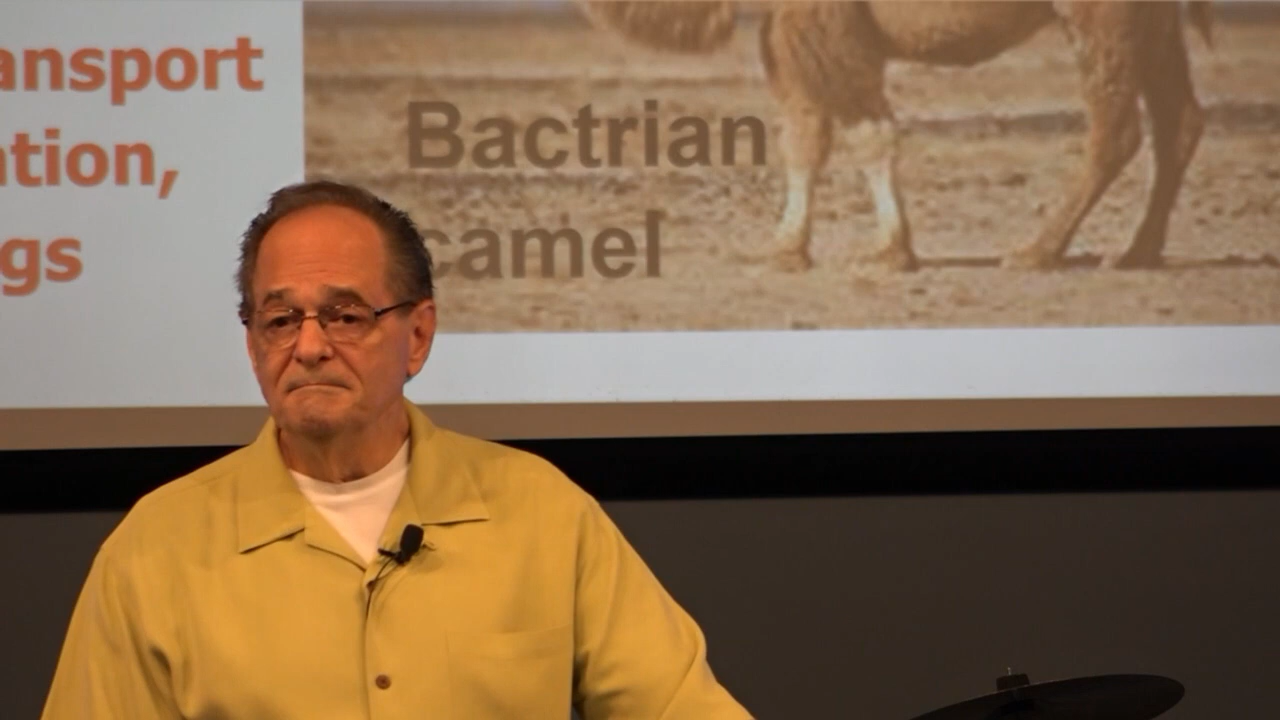 ansport
ation,
gs
Bactrian
camel